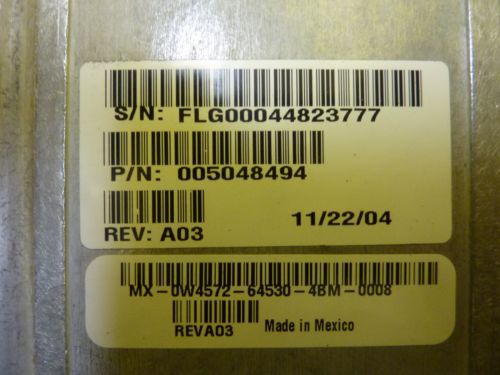 S/N: FLG00044823777
P/N: 005048494
REV: A03 11/22/04
MX-0W4572-64530-4BM-0008
REVA03 Made in Mexico